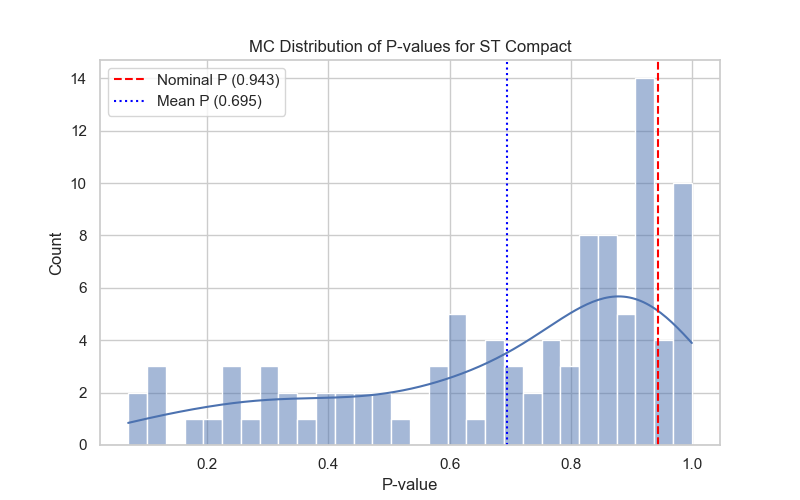 MC Distribution of P-values for ST Compact
Nominal P (0.943)
Mean P (0.695)
Count
14
12
10
8
6
4
2
0
0.2 0.4 0.6 0.8 1.0
P-value